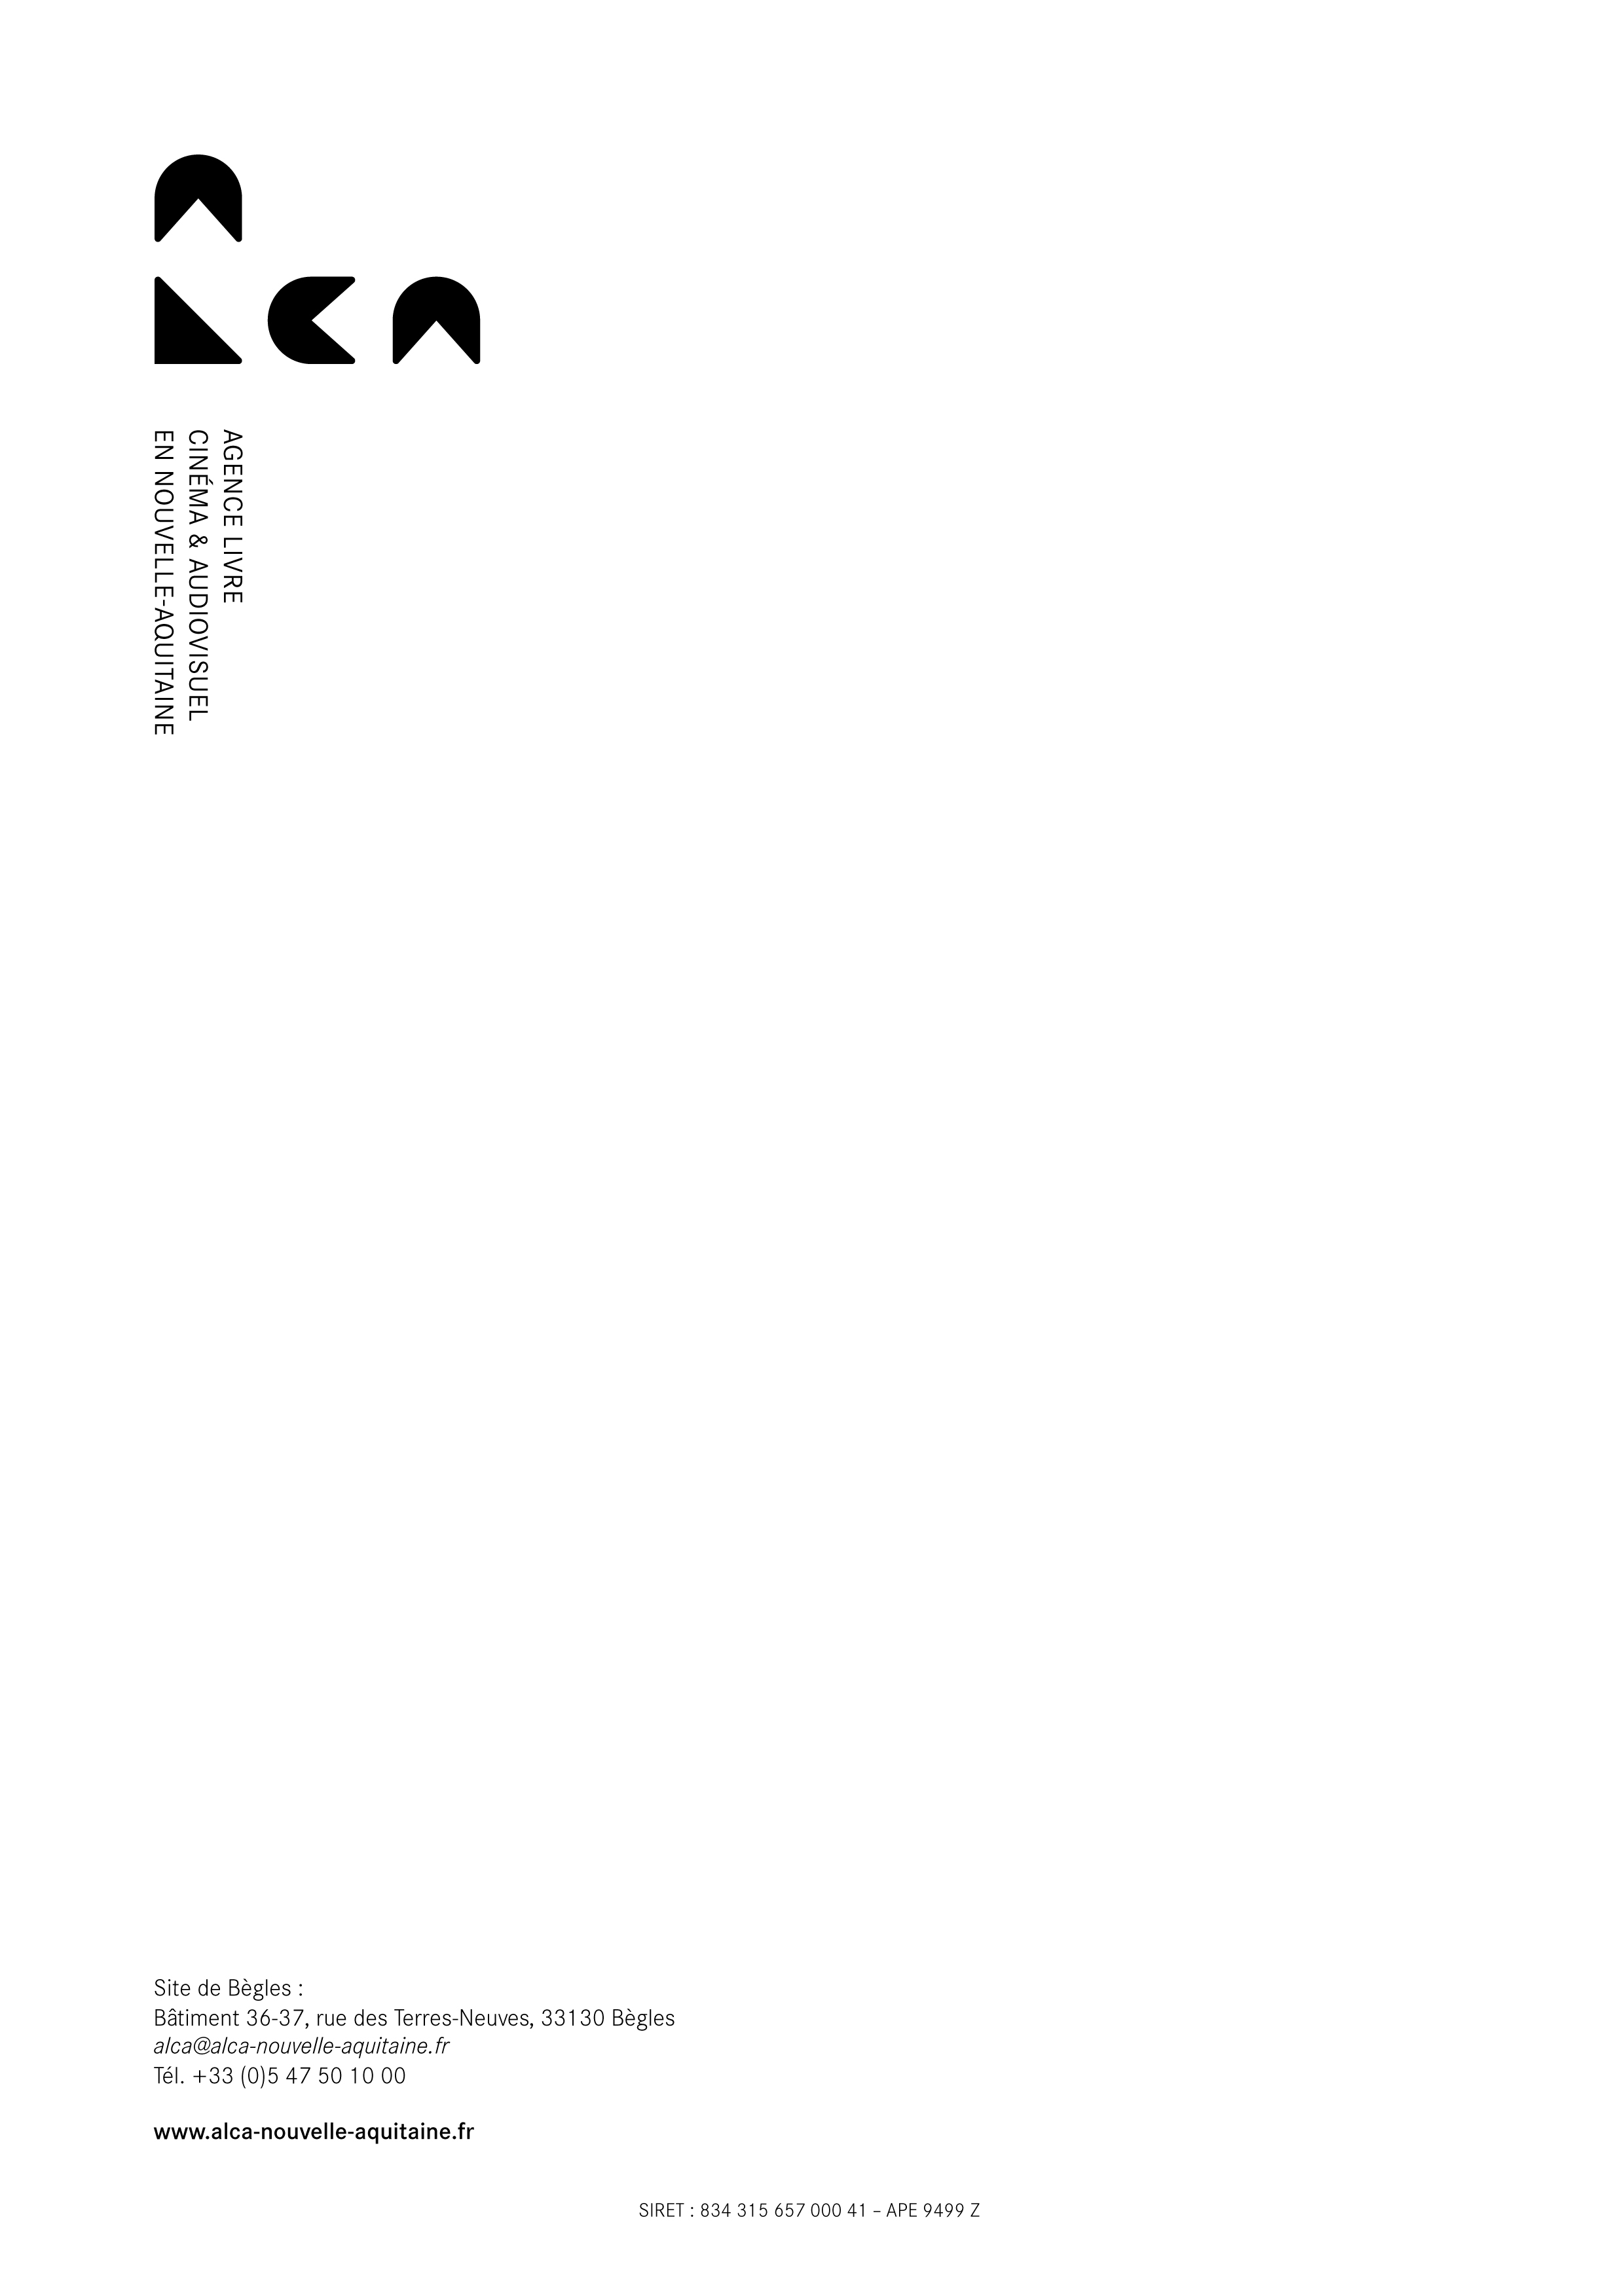 ALCA
AGENCE LIVRE
CINÉMA & AUDIOVISUEL
EN NOUVELLE-AQUITAINE
Site de Bègles :
Bâtiment 36-37, rue des Terres-Neuves, 33130 Bègles
alca@alca-nouvelle-aquitaine.fr
Tél. +33 (0)5 47 50 10 00
www.alca-nouvelle-aquitaine.fr
SIRET : 834 315 657 000 41 – APE 9499 Z